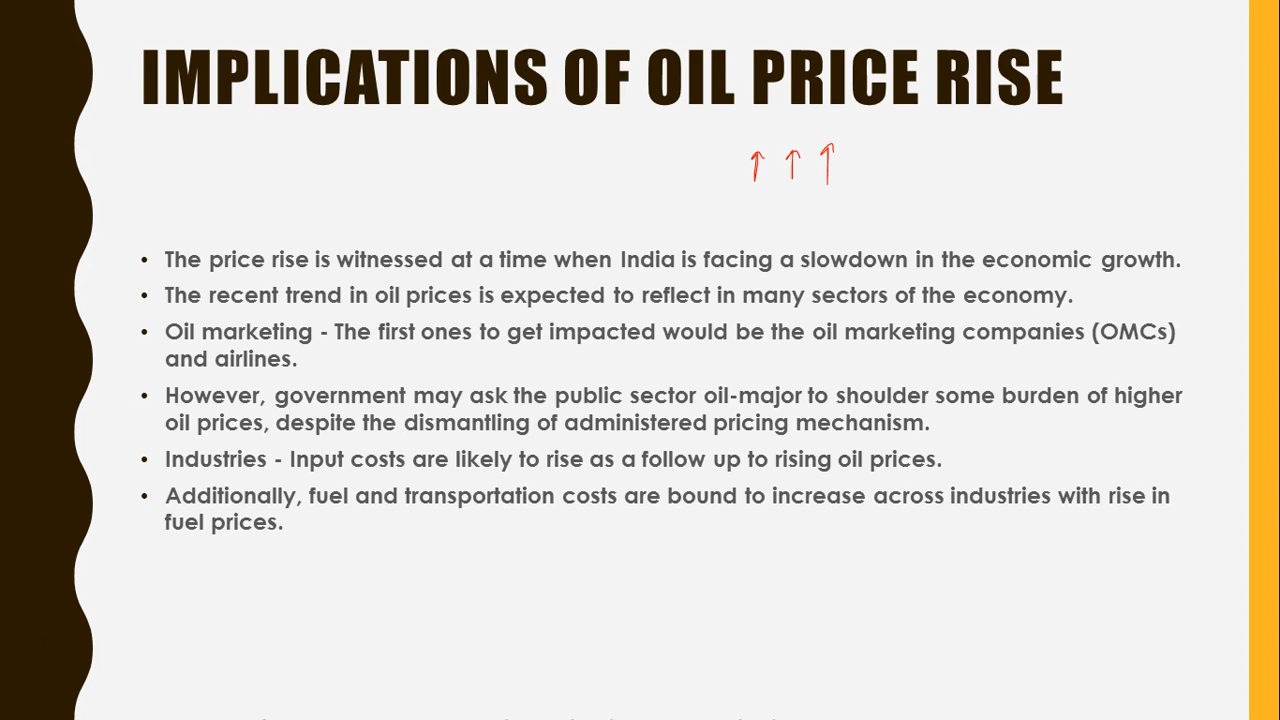 IMPLICATIONS OF OIL PRICE RISE
• The price rise is witnessed at a time when India is facing a slowdown in the economic growth.
• The recent trend in oil prices is expected to reflect in many sectors of the economy.
• Oil marketing - The first ones to get impacted would be the oil marketing companies (OMCs)
and airlines.
• However, government may ask the public sector oil-major to shoulder some burden of higher
oil prices, despite the dismantling of administered pricing mechanism.
• Industries - Input costs are likely to rise as a follow up to rising oil prices.
• Additionally, fuel and transportation costs are bound to increase across industries with rise in
fuel prices.